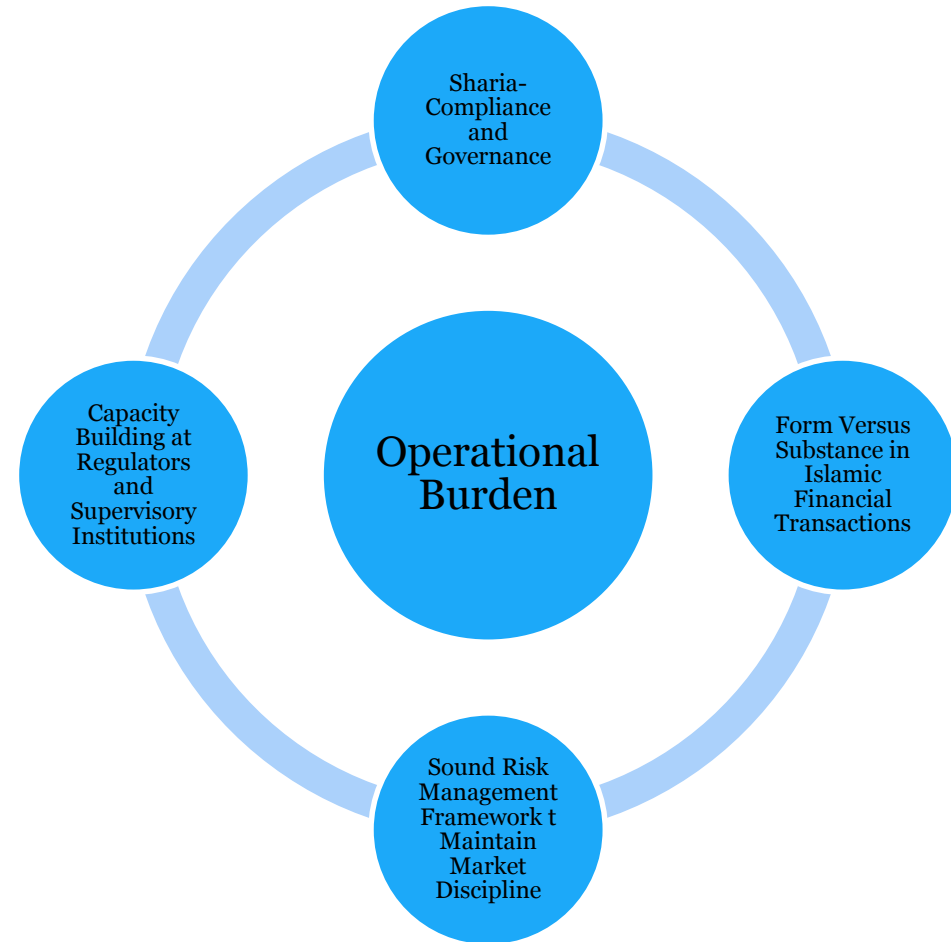 Sharia-
Compliance
and
Governance
Capacity
Building at
Regulators
and
Supervisory
Institutions
Operational
Burden
Form Versus
Substance in
Islamic
Financial
Transactions
Sound Risk
Management
Framework t
Maintain
Market
Discipline